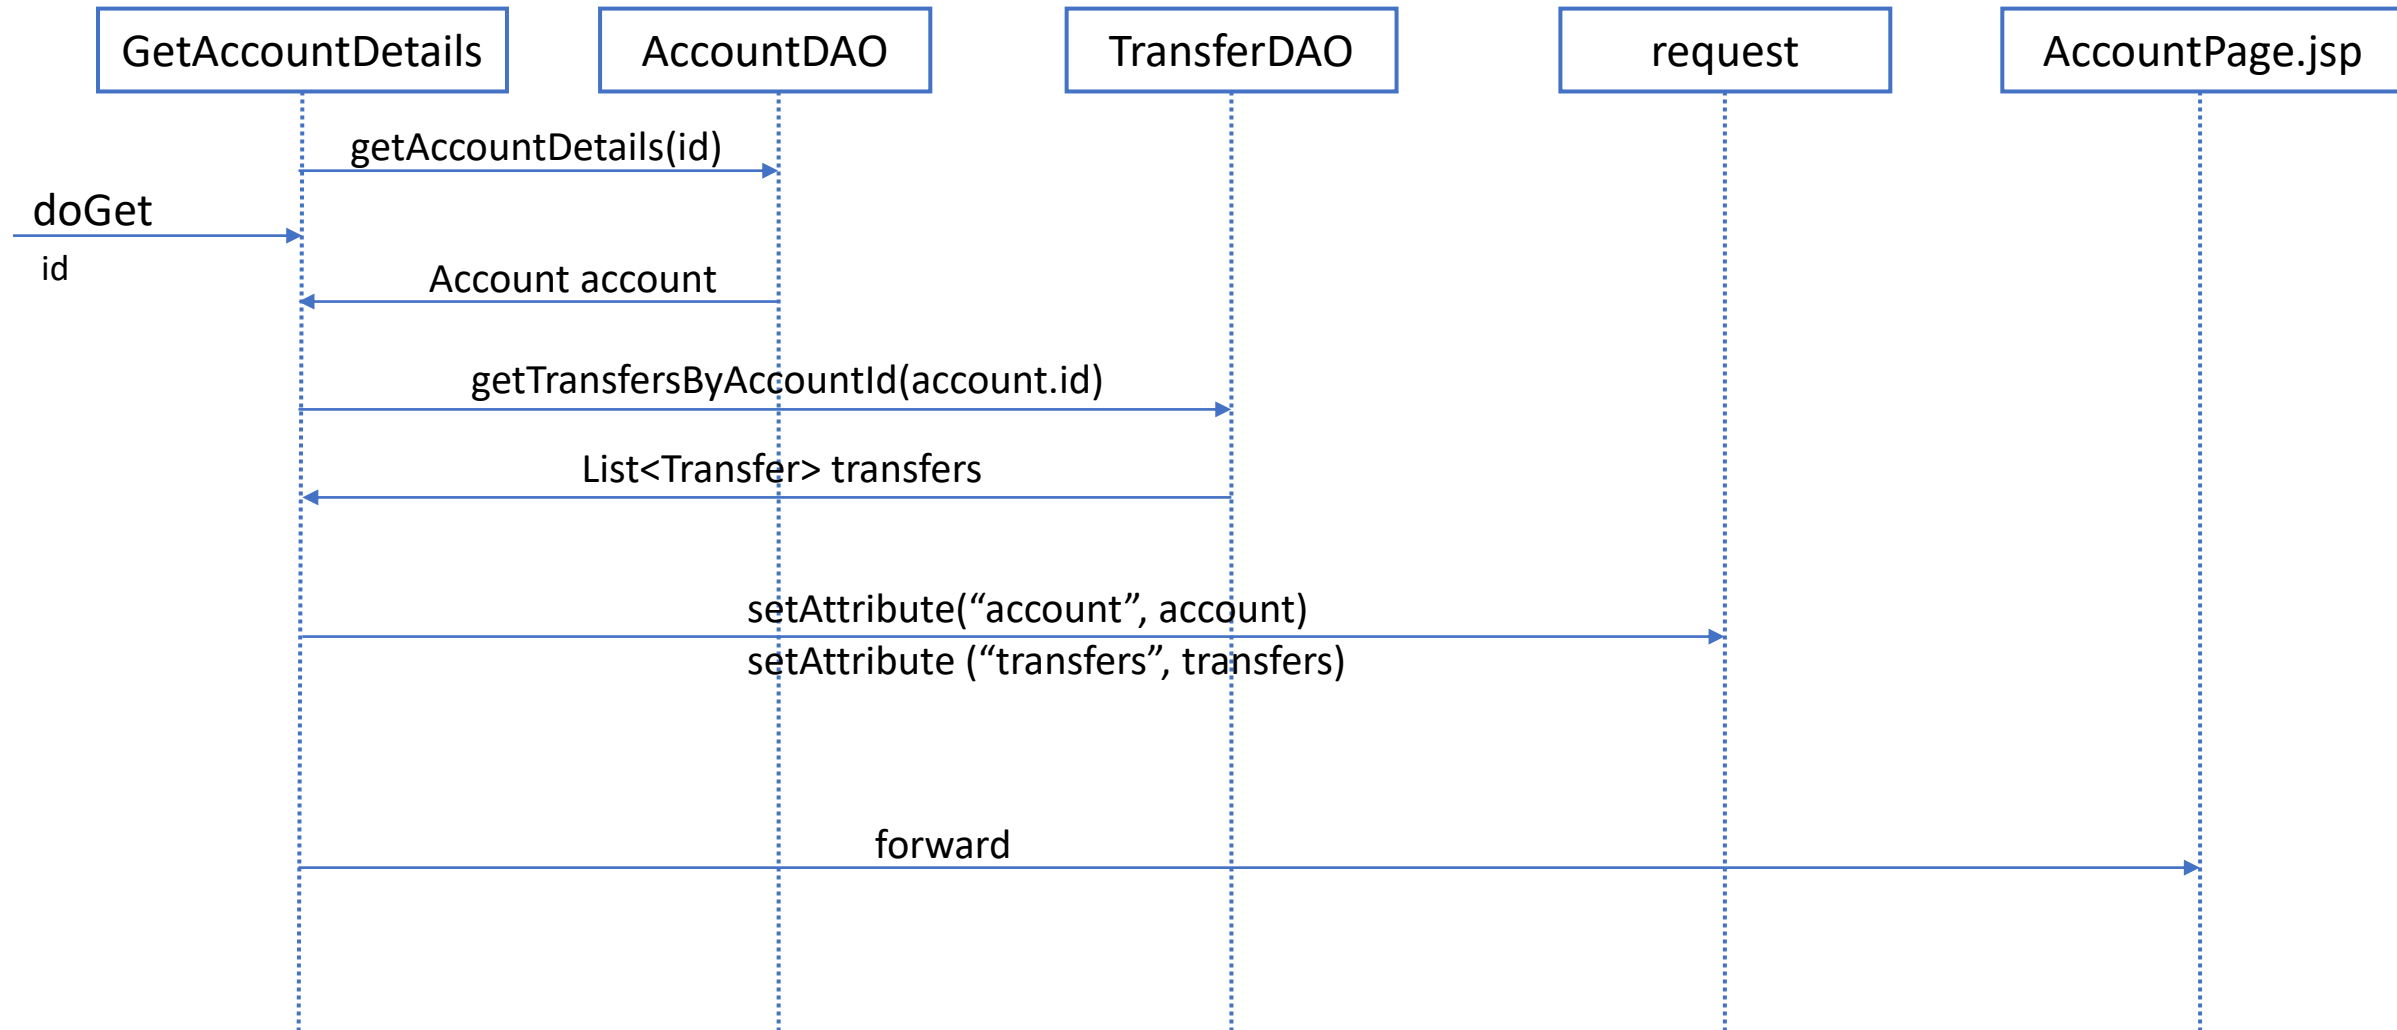 GetAccountDetails
AccountDAO
TransferDAO
request
AccountPage.jsp
getAccountDetails(id)
doGet
id
Account account
getTransfersByAccountId(account.id)
List<Transfer> transfers
setAttribute(“account”, account)
setAttribute (“transfers”, transfers)
forward